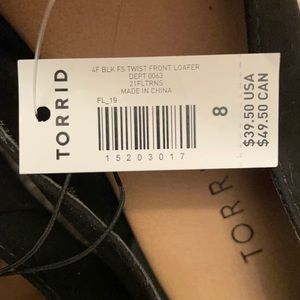 4F BLK FS TWIST FRONT LOAFER
DEPT 0063
21FLTRNS
MADE IN CHINA
FL_19
TORRID
15203017
8
$39.50 USA
$49.50 CAN
TORRID